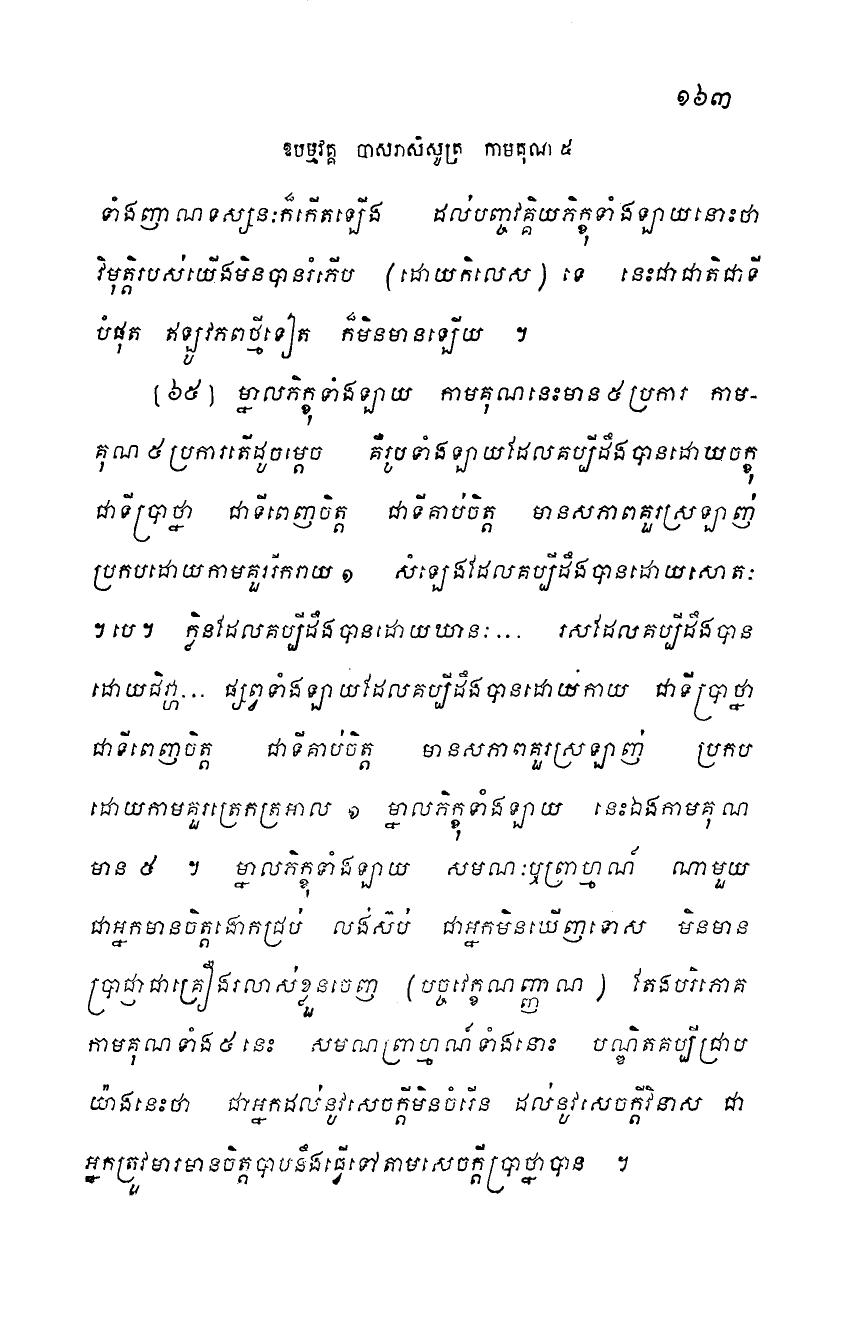 ១៦៣
ឱបម្មវគ្គ បាសរាសិសូត្រ កាមគុណ ៥
ទាំងញាណទស្សនៈក៏កើតឡើង ដល់បញ្ចវគ្គិយភិក្ខុទាំងឡាយនោះថា
វិមុត្តិរបស់យើងមិនបានរំភើប (ដោយកិលេស) ទេ នេះជាជាតិជាទី
បំផុត ឥឡូវភពថ្មីទៀត ក៏មិនមានឡើយ ។
(៦៥) ម្នាលភិក្ខុទាំងឡាយ កាមគុណនេះមាន៥ប្រការ កាម-
គុណ ៥ ប្រការតើដូចម្តេច គឺរូបទាំងឡាយដែលគប្បីដឹងបានដោយចក្ខុ
ជាទីប្រាថ្នា ជាទីពេញចិត្ត ជាទីគាប់ចិត្ត មានសភាពគួរស្រឡាញ់
ប្រកបដោយកាមគួររីករាយ ១ សំឡេងដែលគប្បីដឹងបានដោយសោតៈ
។ បេ ។ ក្លិនដែលគប្បីដឹងបានដោយឃានៈ... រសដែលគប្បីដឹងបាន
ដោយជិវ្ហា... ផ្សព្វទាំងឡាយដែលគប្បីដឹងបានដោយកាយ ជាទីប្រាថ្នា
ជាទីពេញចិត្ត ជាទីគាប់ចិត្ត មានសភាពគួរស្រឡាញ់ ប្រកប
ដោយកាមគួរត្រេកត្រអាល ១ ម្នាលភិក្ខុទាំងឡាយ នេះឯងកាមគុណ
មាន ៥ ។ ម្នាលភិក្ខុទាំងឡាយ សមណៈឬព្រាហ្មណ៍ ណាមួយ
ជាអ្នកមានចិត្តងោកជ្រប់ លង់ស៊ប់ ជាអ្នកមិនឃើញទោស មិនមាន
ប្រាជ្ញាជាគ្រឿងរលាស់ខ្លួនចេញ (បច្ចវេក្ខណញ្ញាណ) តែងបរិភោគ
កាមគុណទាំង៥នេះ សមណព្រាហ្មណ៍ទាំងនោះ បណ្ឌិតគប្បីជ្រាប
យ៉ាងនេះថា ជាអ្នកដល់នូវសេចក្តីមិនចំរើន ដល់នូវសេចក្តីវិនាស ជា
អ្នកត្រូវមារមានចិត្តបាបនឹងធ្វើទៅតាមសេចក្តីប្រាថ្នាបាន ។